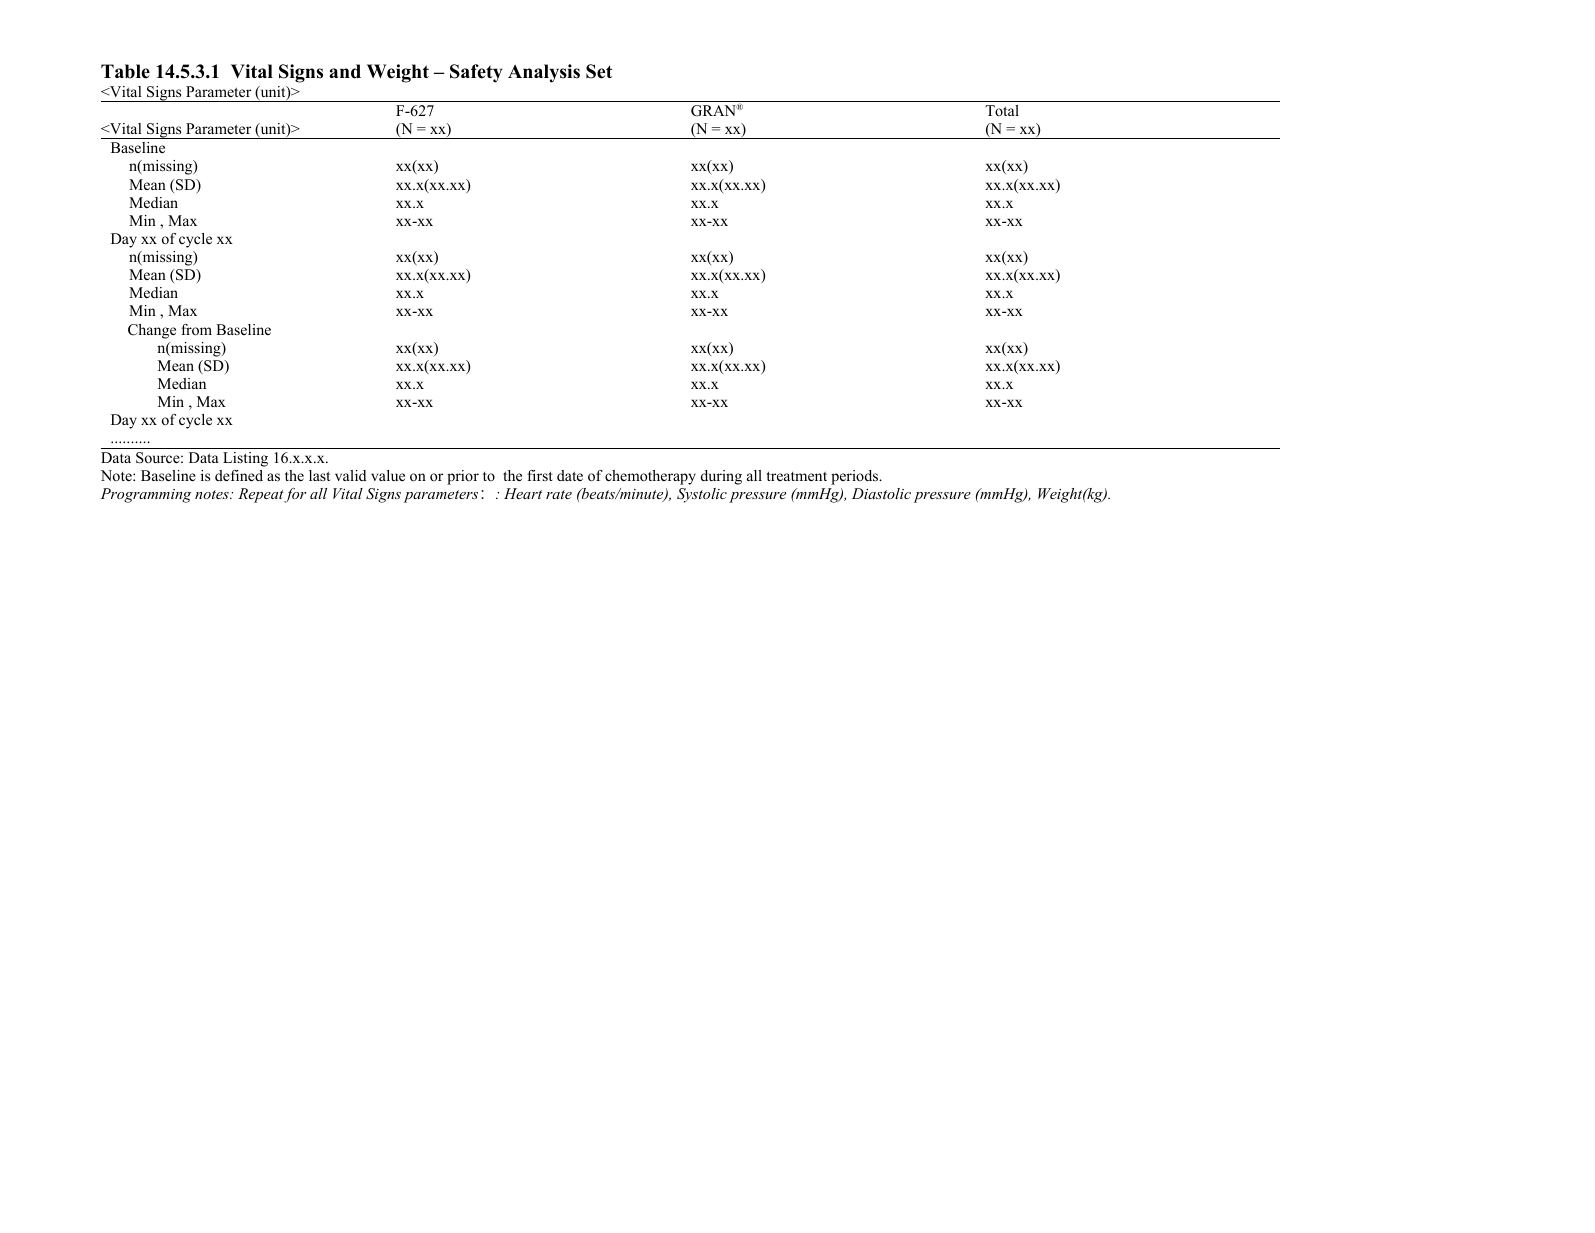 Table 14.5.3.1  Vital Signs and Weight – Safety Analysis Set
<Vital Signs Parameter (unit)>
F-627 GRAN® Total
<Vital Signs Parameter (unit)> (N = xx) (N = xx) (N = xx)
Baseline
n(missing) xx(xx) xx(xx) xx(xx)
Mean (SD) xx.x(xx.xx) xx.x(xx.xx) xx.x(xx.xx)
Median xx.x xx.x xx.x
Min , Max xx-xx xx-xx xx-xx
Day xx of cycle xx
n(missing) xx(xx) xx(xx) xx(xx)
Mean (SD) xx.x(xx.xx) xx.x(xx.xx) xx.x(xx.xx)
Median xx.x xx.x xx.x
Min , Max xx-xx xx-xx xx-xx
Change from Baseline
n(missing) xx(xx) xx(xx) xx(xx)
Mean (SD) xx.x(xx.xx) xx.x(xx.xx) xx.x(xx.xx)
Median xx.x xx.x xx.x
Min , Max xx-xx xx-xx xx-xx
Day xx of cycle xx
..........
Data Source: Data Listing 16.x.x.x.
Note: Baseline is defined as the last valid value on or prior to  the first date of chemotherapy during all treatment periods.
Programming notes: Repeat for all Vital Signs parameters： : Heart rate (beats/minute), Systolic pressure (mmHg), Diastolic pressure (mmHg), Weight(kg).